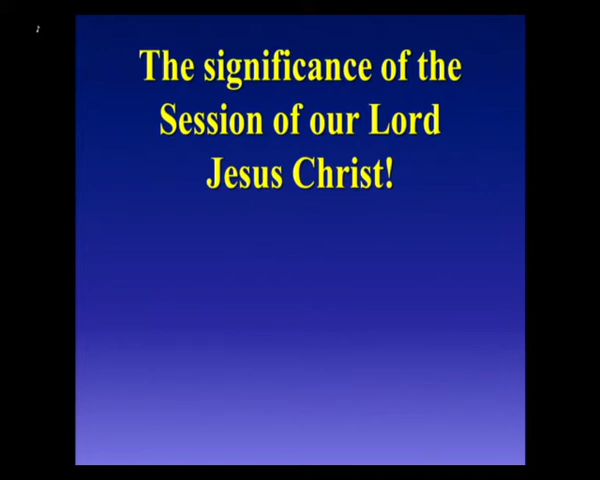 The significance of the
Session of our Lord
Jesus Christ!